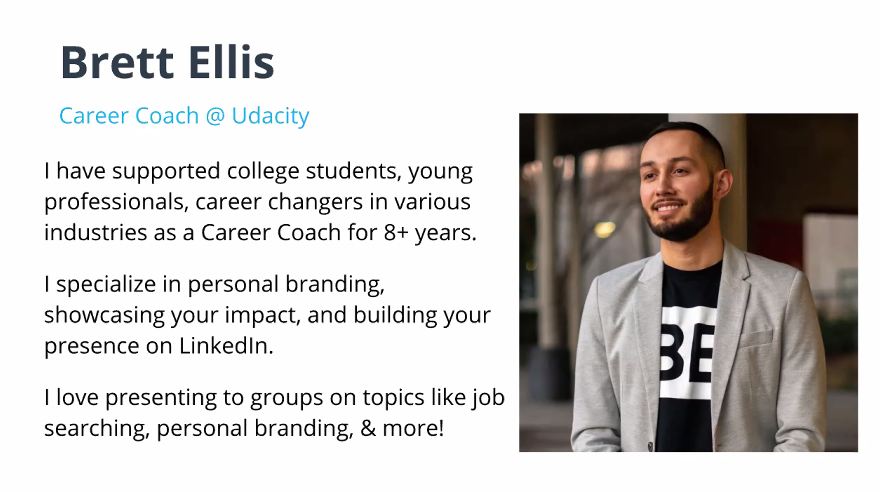 Brett Ellis
Career Coach @ Udacity
I have supported college students, young
professionals, career changers in various
industries as a Career Coach for 8+ years.
I specialize in personal branding,
showcasing your impact, and building your
presence on LinkedIn.
I love presenting to groups on topics like job
searching, personal branding, & more!
BE